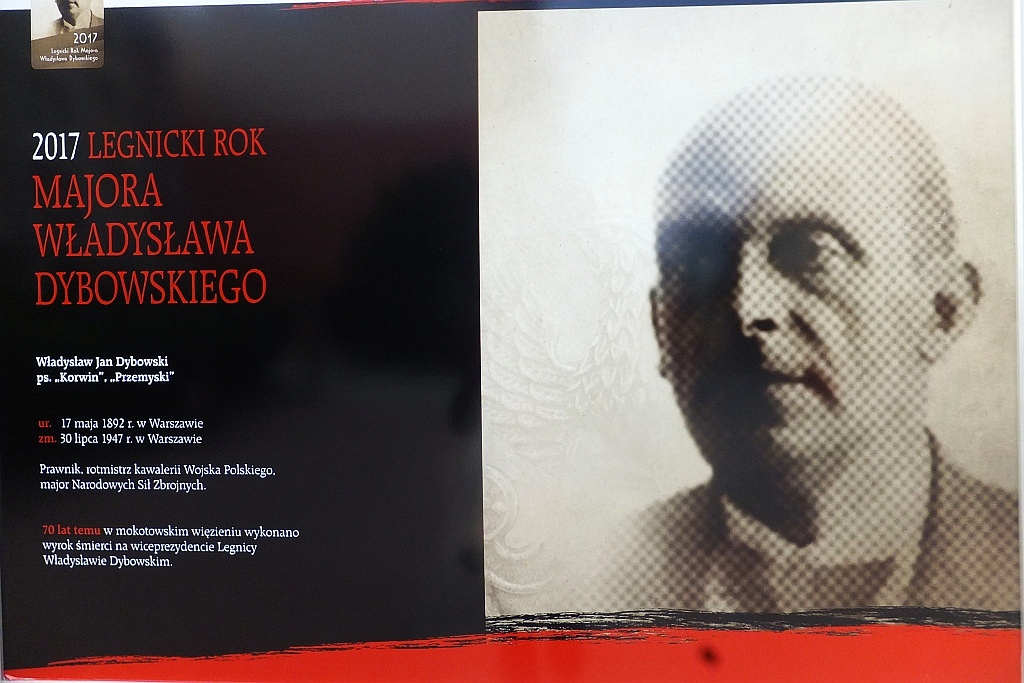 2017
Legnicki Rok Majora
Władysława Dybowskiego
2017 LEGNICKI ROK
MAJORA
WŁADYSŁAWA
DYBOWSKIEGO
Władysław Jan Dybowski
ps. „Korwin”, „Przemyski”
ur. 17 maja 1892 r. w Warszawie
zm. 30 lipca 1947 r. w Warszawie
Prawnik, rotmistrz kawalerii Wojska Polskiego,
major Narodowych Sił Zbrojnych.
70 lat temu w mokotowskim więzieniu wykonano
wyrok śmierci na wiceprezydencie Legnicy
Władysławie Dybowskim.